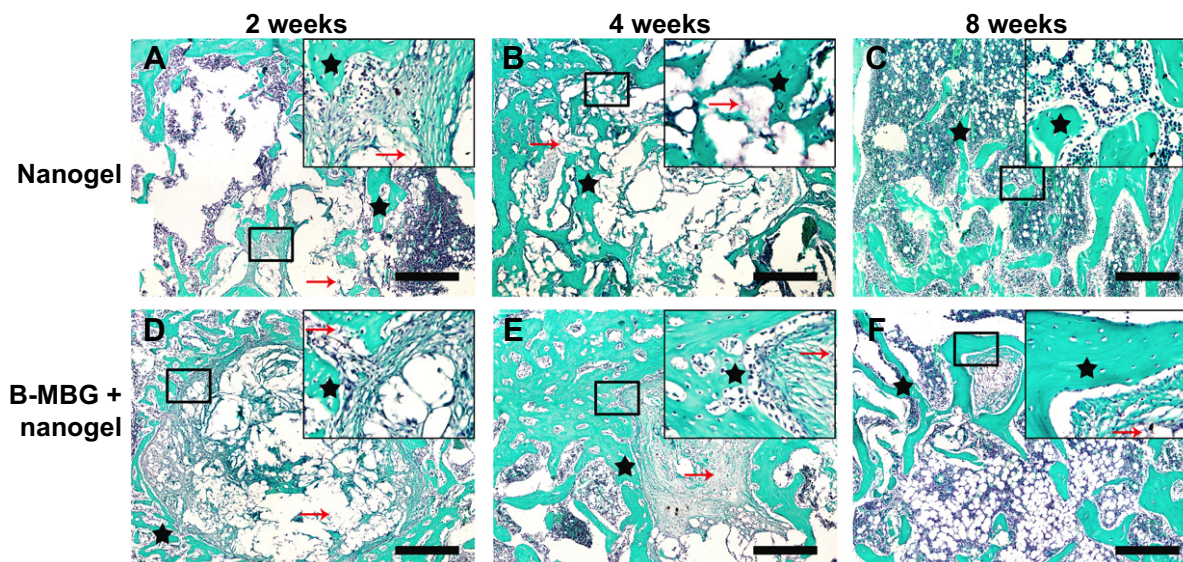 2 weeks
4 weeks
8 weeks
Nanogel
A
B
C
B-MBG +
nanogel
D
E
F